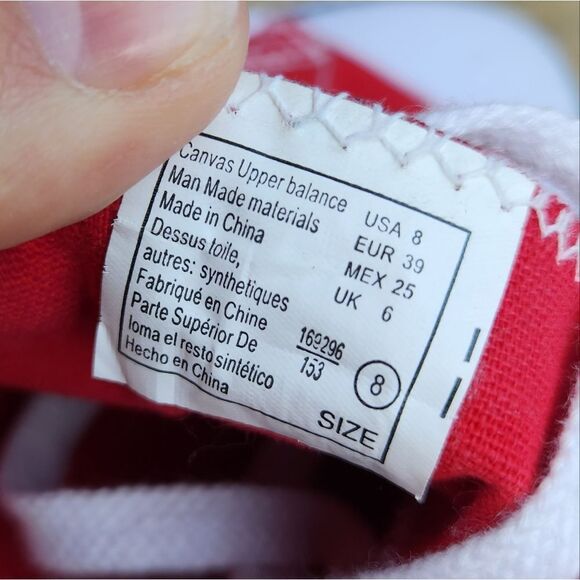 Canvas Upper balance
Man Made materials
Made in China
Dessus toile,
autres: synthetiques
Fabriqué en Chine
Parte Supérior De
loma el resto sintético
Hecho en China
USA 8
EUR 39
MEX 25
UK 6
169296
153
8
SIZE